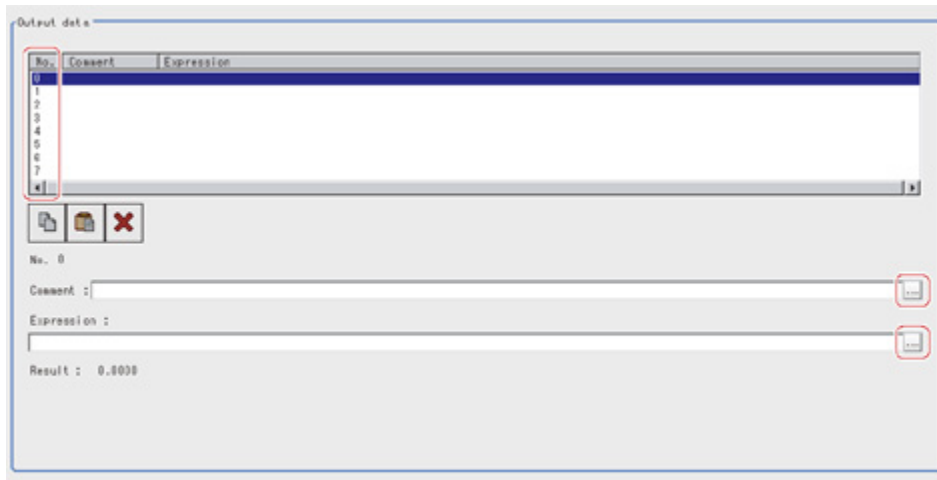 Output data
No. Comment Expression
0
1
2
3
4
5
6
7
No. 0
Comment :
...
Expression :
...
Result : 0.0000